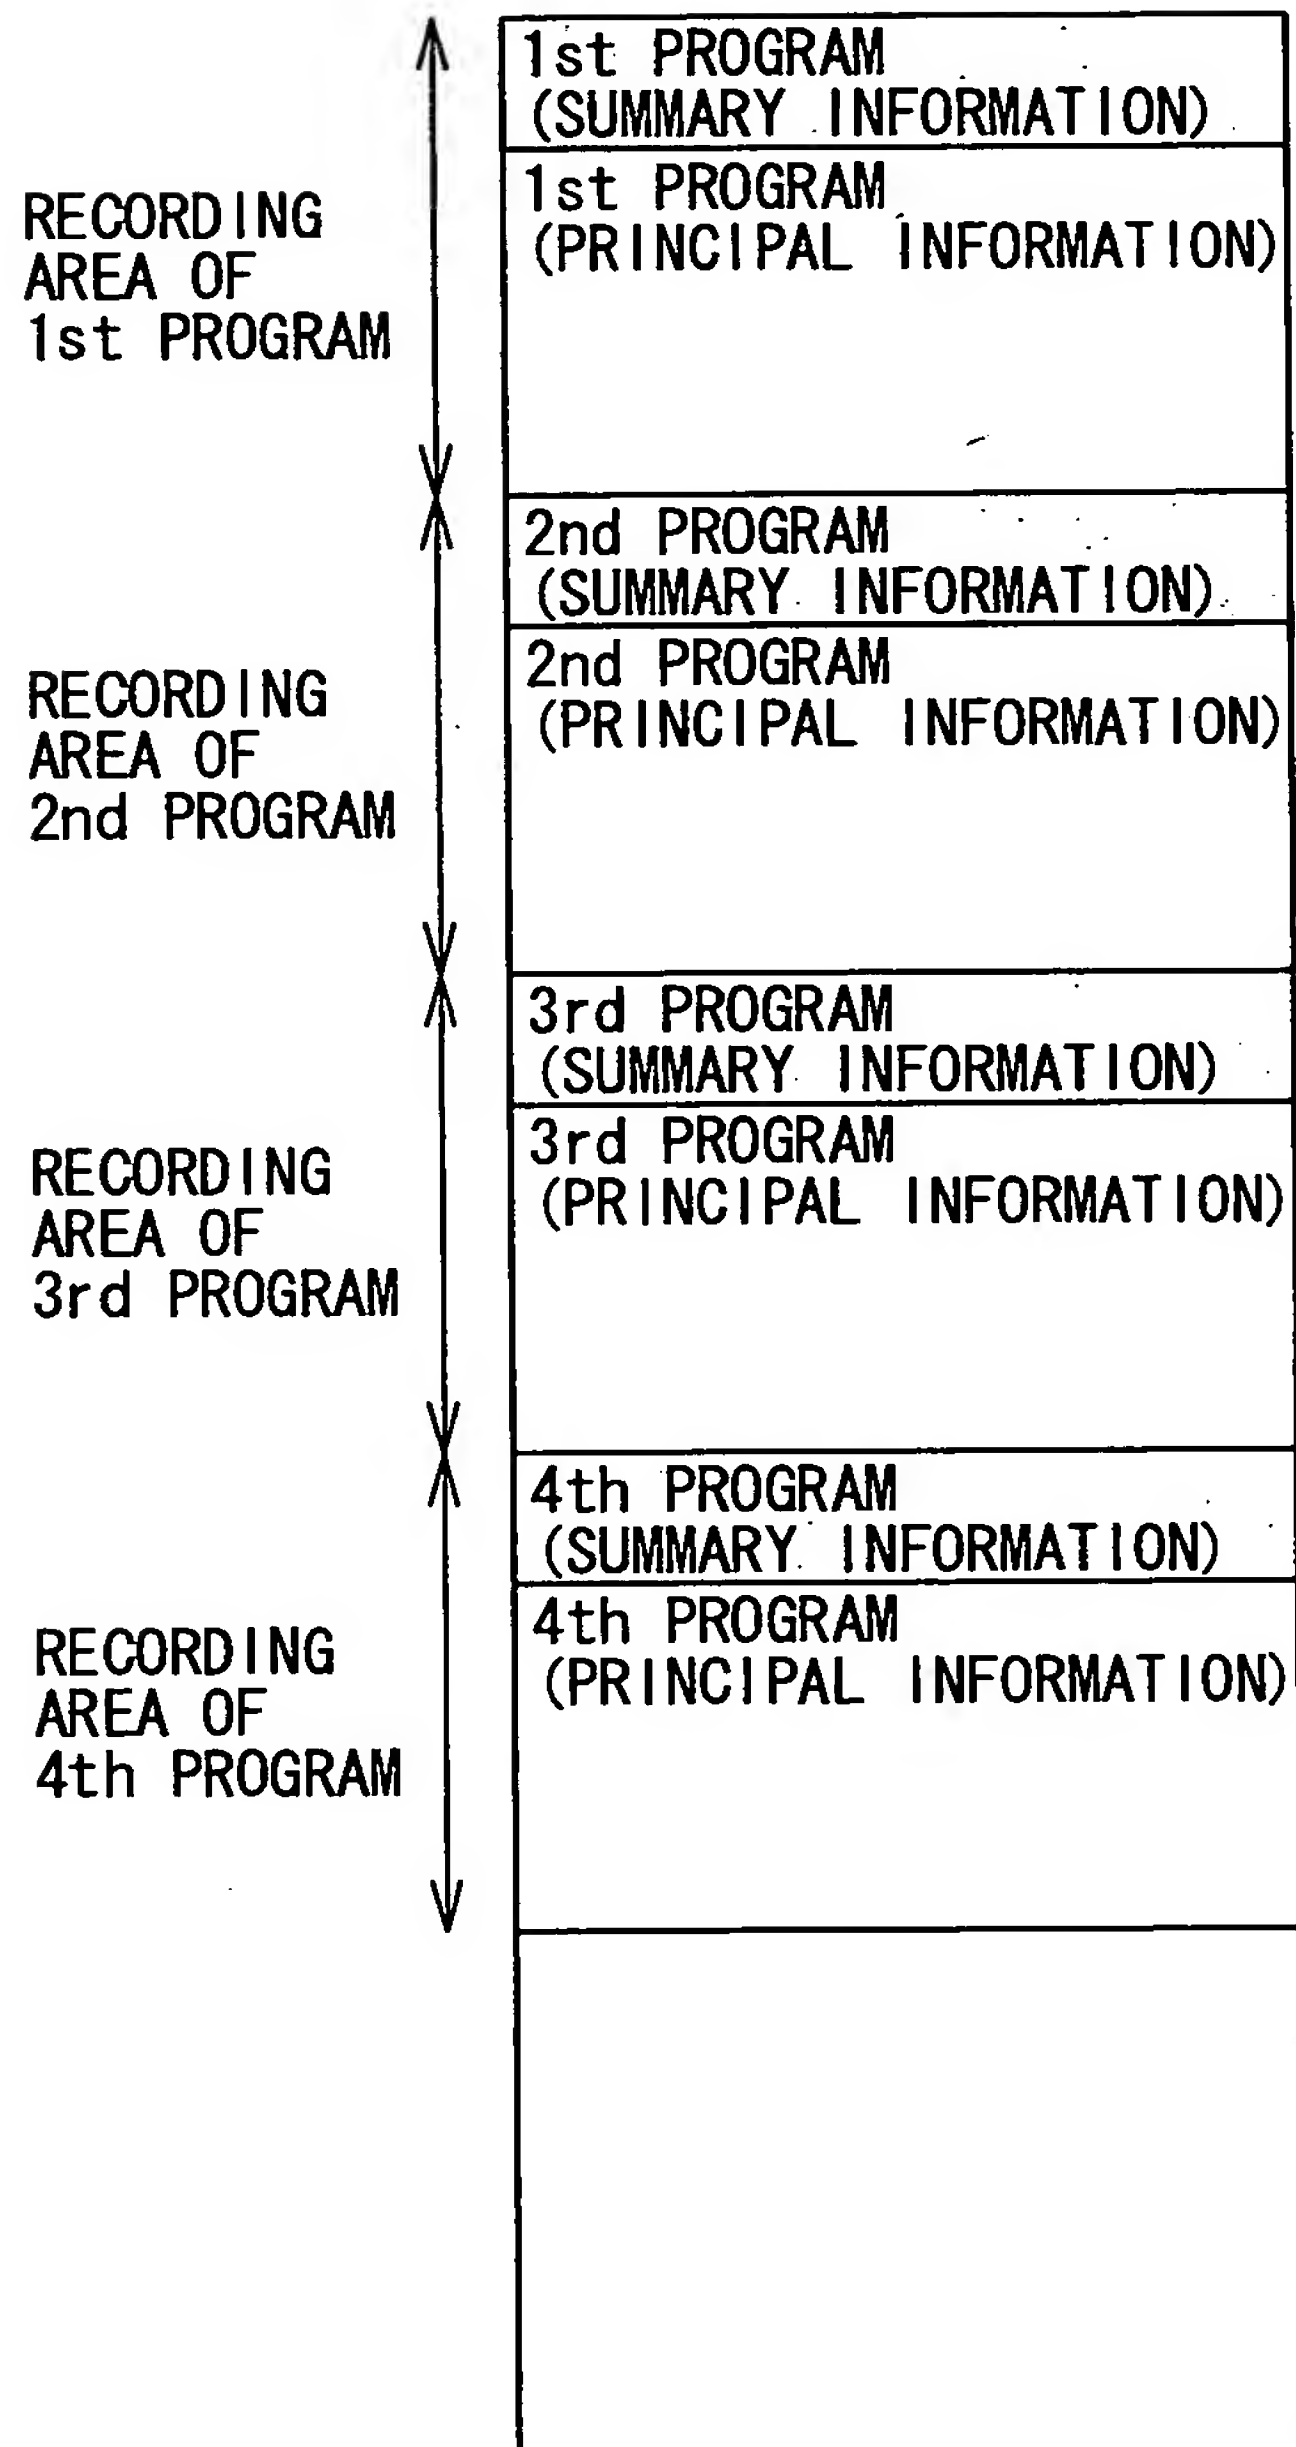 1st PROGRAM
(SUMMARY INFORMATION)
1st PROGRAM
(PRINCIPAL INFORMATION)
RECORDING
AREA OF
1st PROGRAM
2nd PROGRAM
(SUMMARY INFORMATION)
2nd PROGRAM
(PRINCIPAL INFORMATION)
RECORDING
AREA OF
2nd PROGRAM
3rd PROGRAM
(SUMMARY INFORMATION)
3rd PROGRAM
(PRINCIPAL INFORMATION)
RECORDING
AREA OF
3rd PROGRAM
4th PROGRAM
(SUMMARY INFORMATION)
4th PROGRAM
(PRINCIPAL INFORMATION)
RECORDING
AREA OF
4th PROGRAM